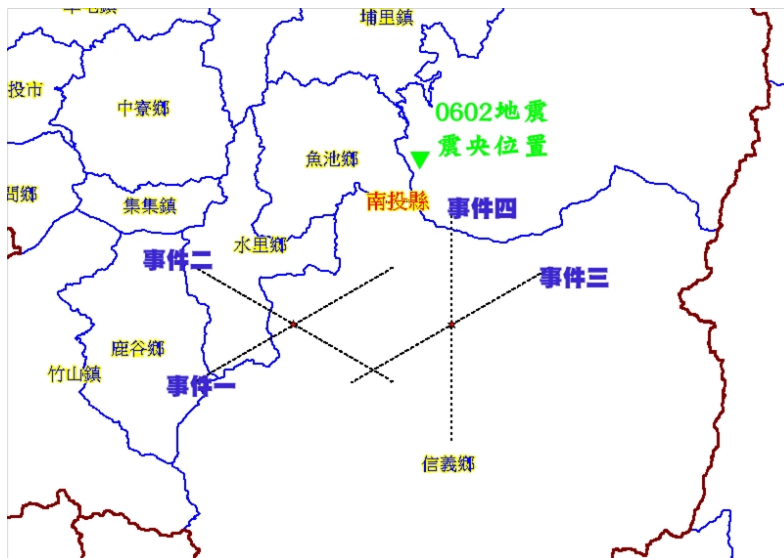 埔里鎮
投市
中寮鄉
0602地震
震央位置
魚池鄉
集集鎮
南投縣
事件四
水里鄉
事件二
事件三
鹿谷鄉
竹山鎮
事件一
信義鄉